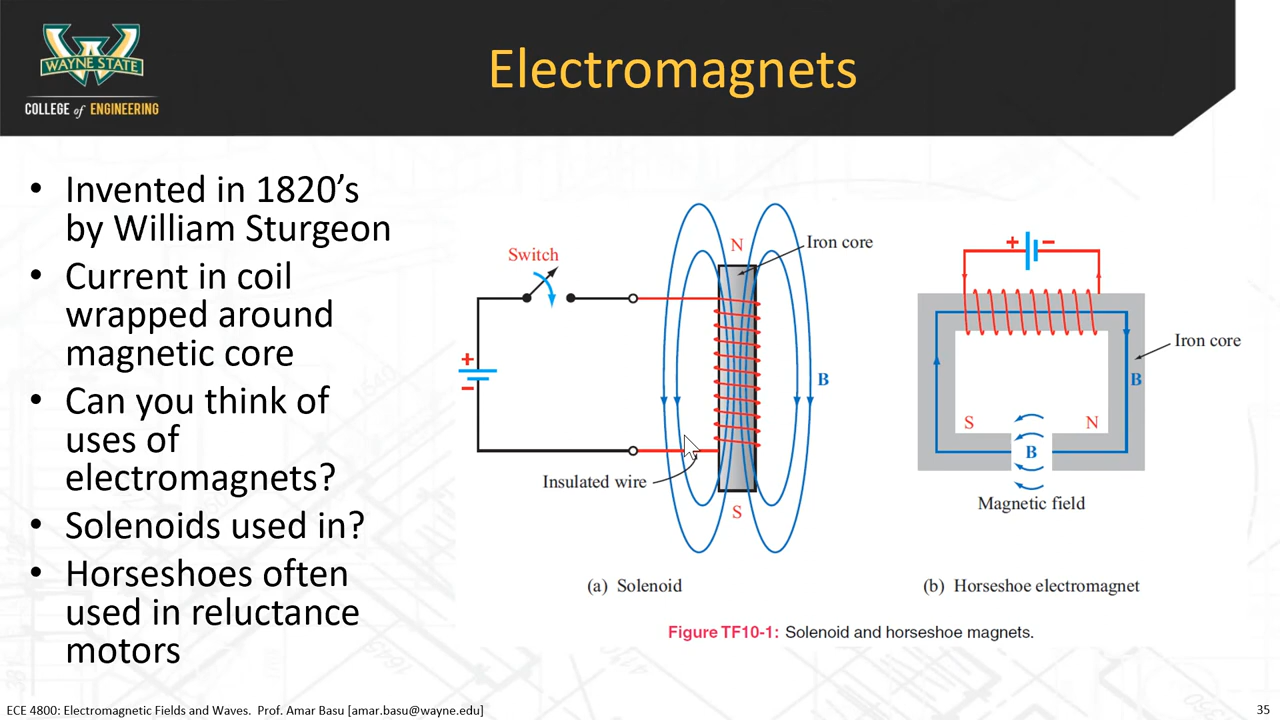 WAYNE STATE
COLLEGE of ENGINEERING
Electromagnets
• Invented in 1820’s
by William Sturgeon
• Current in coil
wrapped around
magnetic core
• Can you think of
uses of
electromagnets?
• Solenoids used in?
• Horseshoes often
used in reluctance
motors
Switch
N
Iron core
+
−
B
Insulated wire
S
(a) Solenoid
+ −
Iron core
B
S N
B
Magnetic field
(b) Horseshoe electromagnet
Figure TF10-1: Solenoid and horseshoe magnets.
ECE 4800: Electromagnetic Fields and Waves. Prof. Amar Basu [amar.basu@wayne.edu]
35